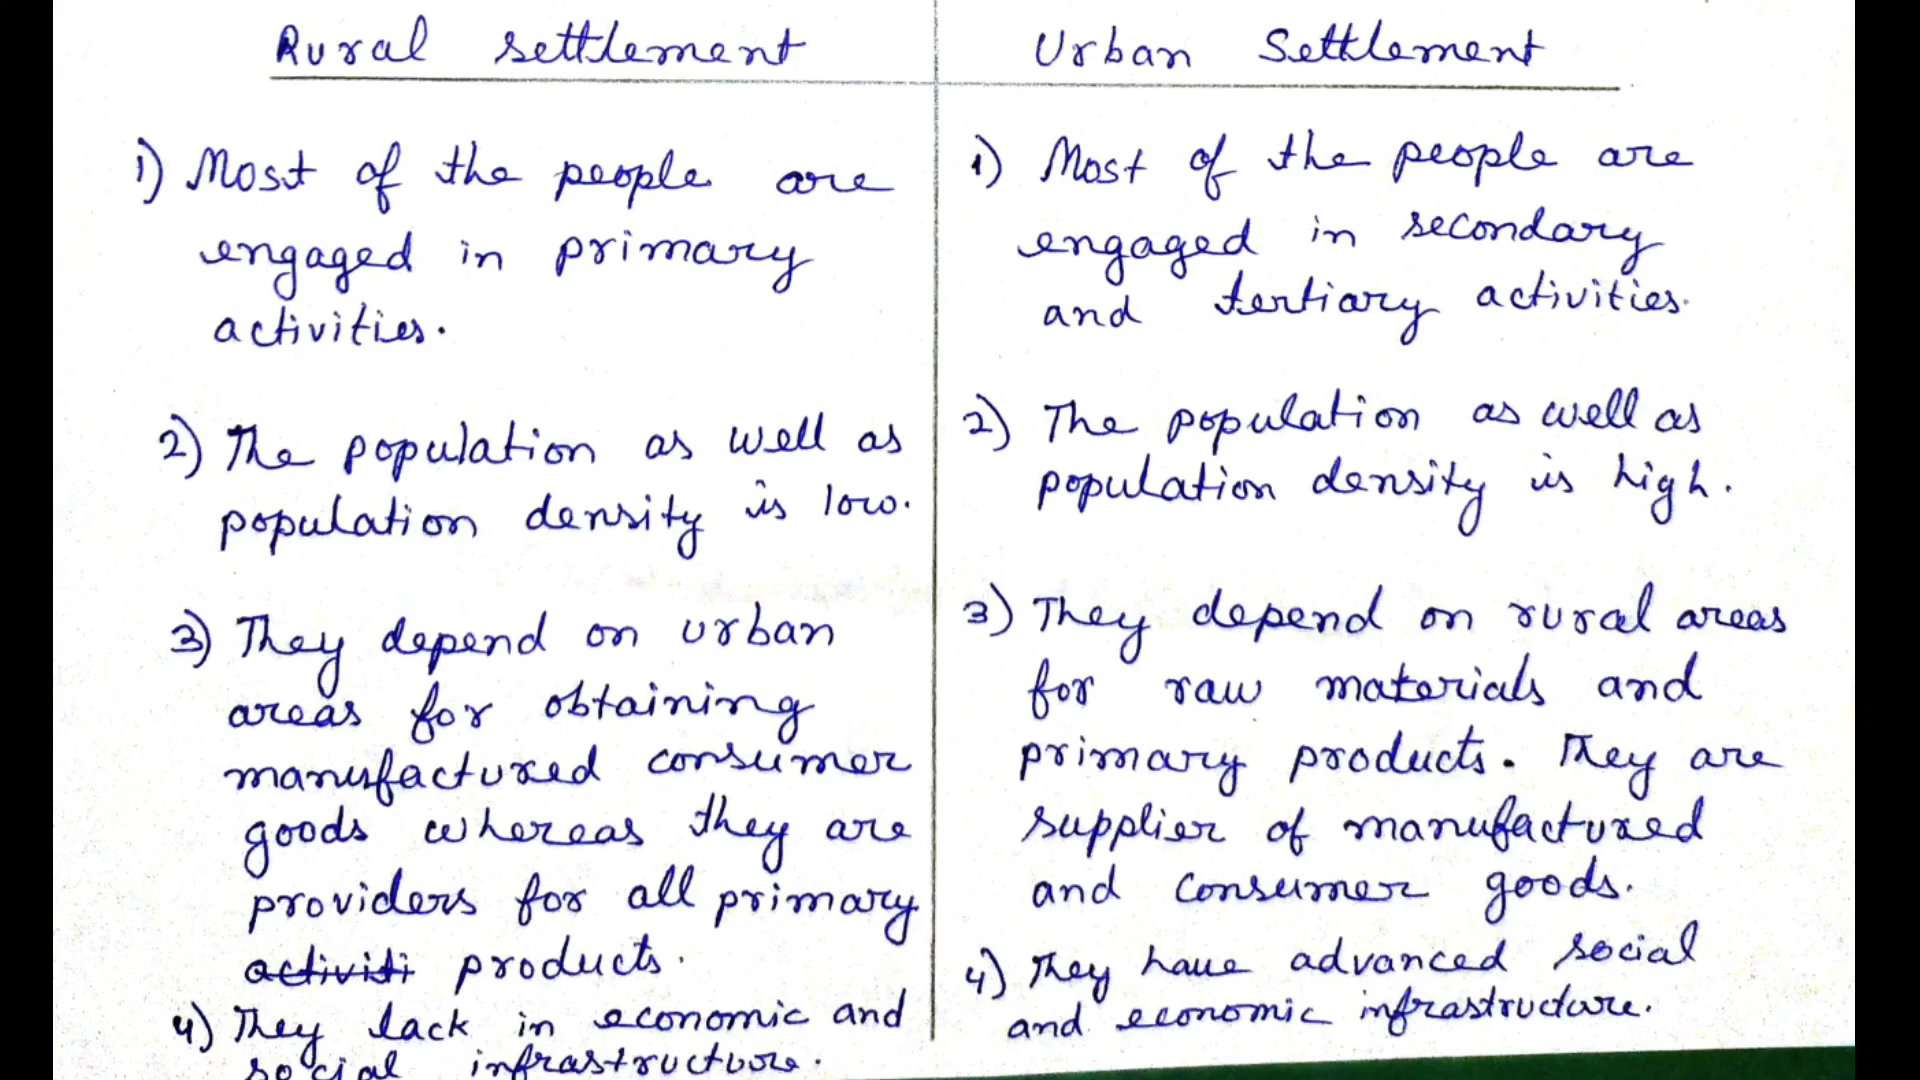 Rural settlement
1) Most of the people are
engaged in primary
activities.
2) The population as well as
population density is low.
3) They depend on urban
areas for obtaining
manufactured consumer
goods whereas they are
providers for all primary
activiti products.
4) They lack in economic and
social infrastructure.
Urban Settlement
1) Most of the people are
engaged in secondary
and tertiary activities.
2) The population as well as
population density is high.
3) They depend on rural areas
for raw materials and
primary products. They are
supplier of manufactured
and consumer goods.
4) They have advanced social
and economic infrastructure.